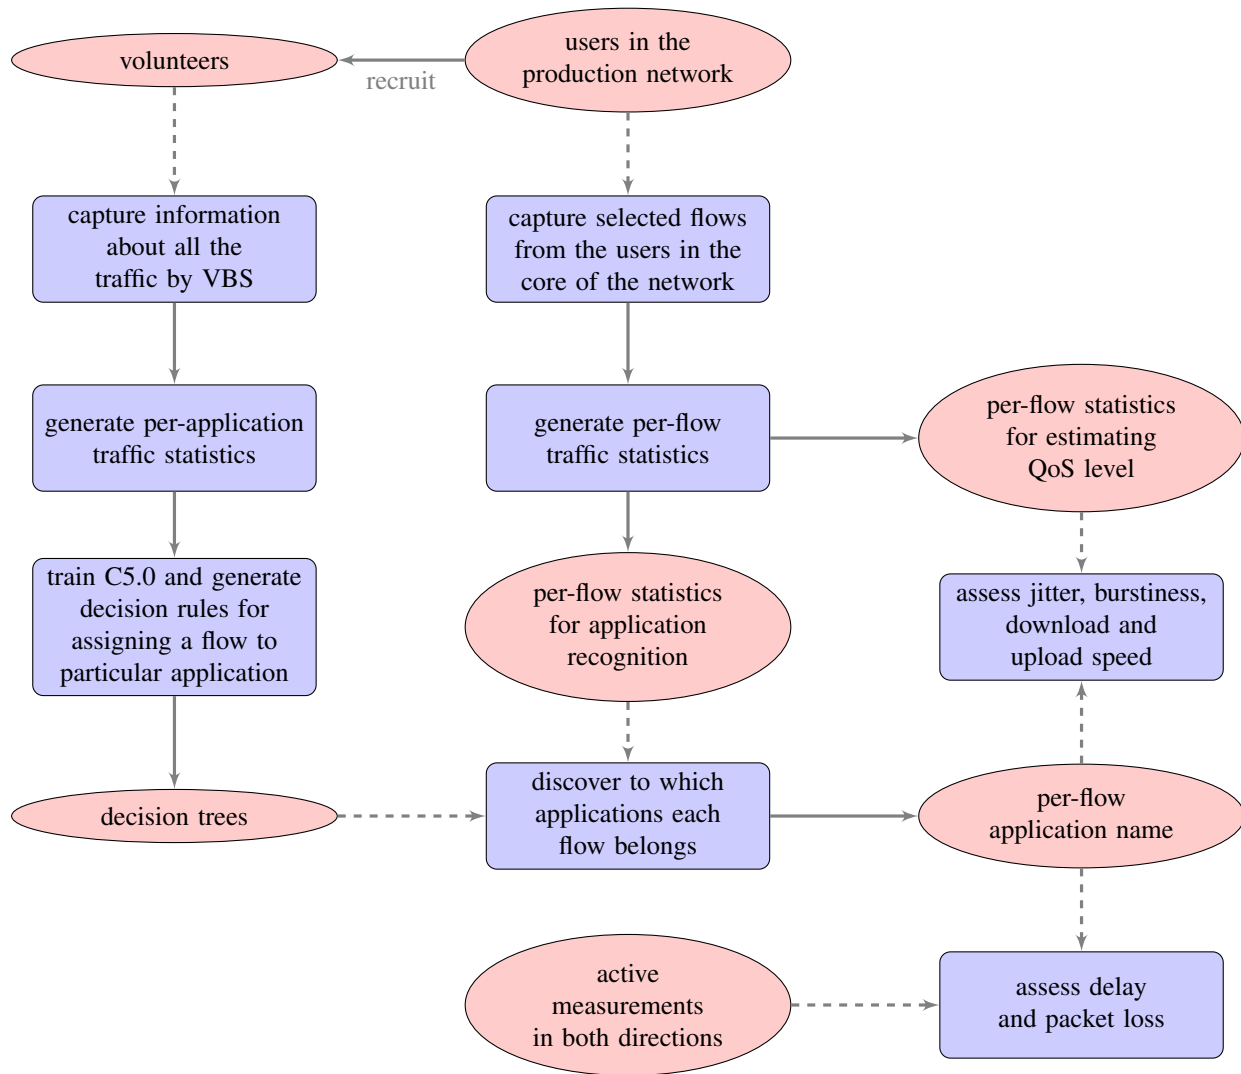 volunteers
recruit
users in the
production network
capture information
about all the
traffic by VBS
capture selected flows
from the users in the
core of the network
generate per-application
traffic statistics
generate per-flow
traffic statistics
per-flow statistics
for estimating
QoS level
train C5.0 and generate
decision rules for
assigning a flow to
particular application
per-flow statistics
for application
recognition
assess jitter, burstiness,
download and
upload speed
decision trees
discover to which
applications each
flow belongs
per-flow
application name
active
measurements
in both directions
assess delay
and packet loss